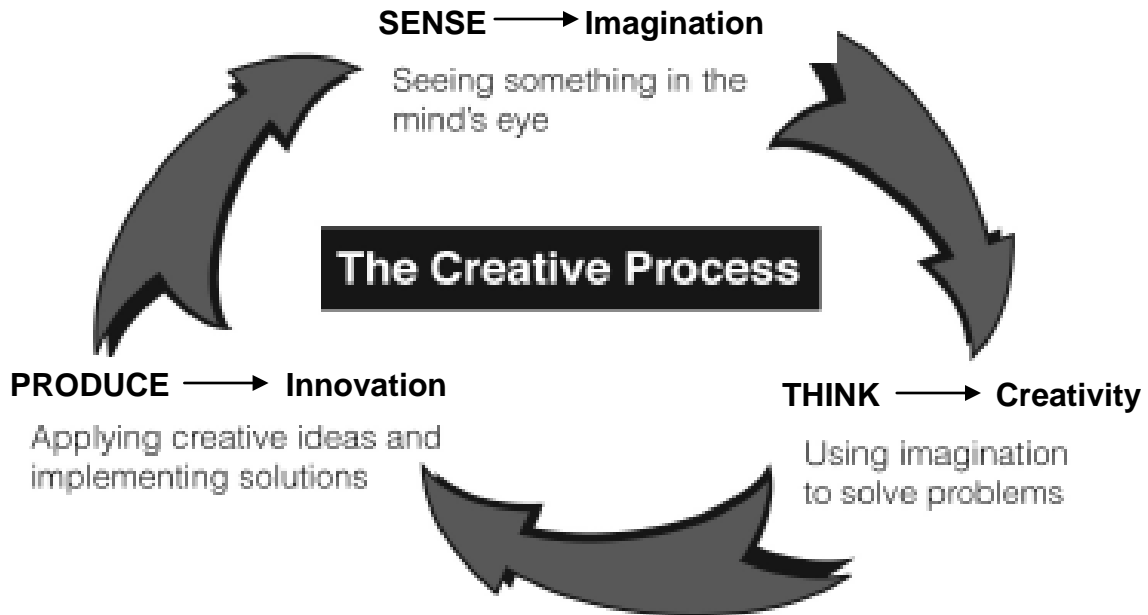 SENSE → Imagination
Seeing something in the
mind's eye
The Creative Process
PRODUCE → Innovation
Applying creative ideas and
implementing solutions
THINK → Creativity
Using imagination
to solve problems